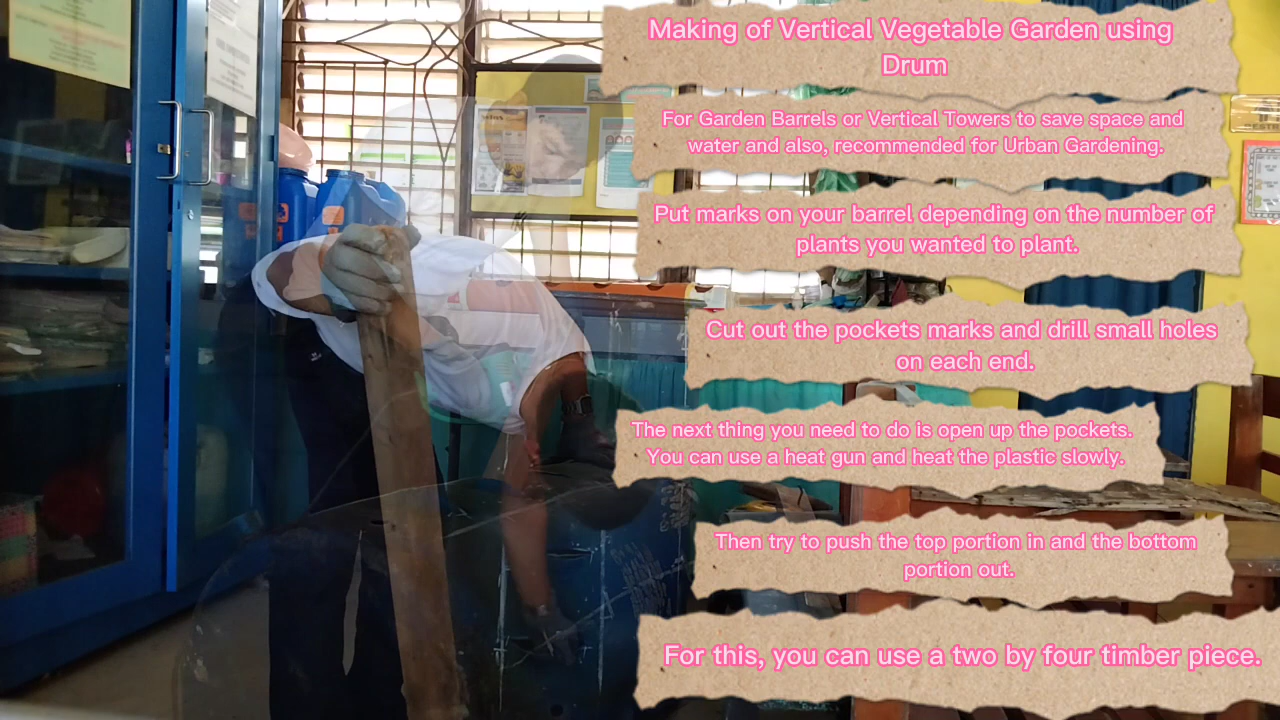 Making of Vertical Vegetable Garden using
Drum
For Garden Barrels or Vertical Towers to save space and
water and also, recommended for Urban Gardening.
Put marks on your barrel depending on the number of
plants you wanted to plant.
Cut out the pockets marks and drill small holes
on each end.
The next thing you need to do is open up the pockets.
You can use a heat gun and heat the plastic slowly.
Then try to push the top portion in and the bottom
portion out.
For this, you can use a two by four timber piece.